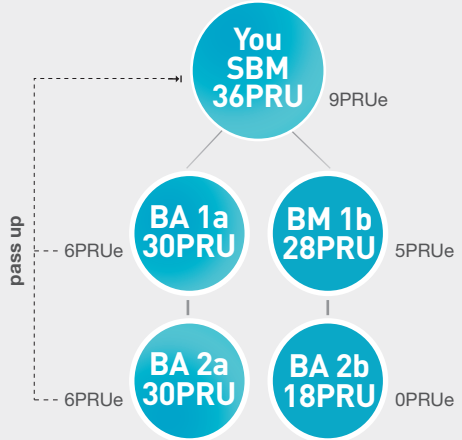 You
SBM
36PRU
9PRUe
pass up
6PRUe
BA 1a
30PRU
BM 1b
28PRU
5PRUe
6PRUe
BA 2a
30PRU
BA 2b
18PRU
0PRUe